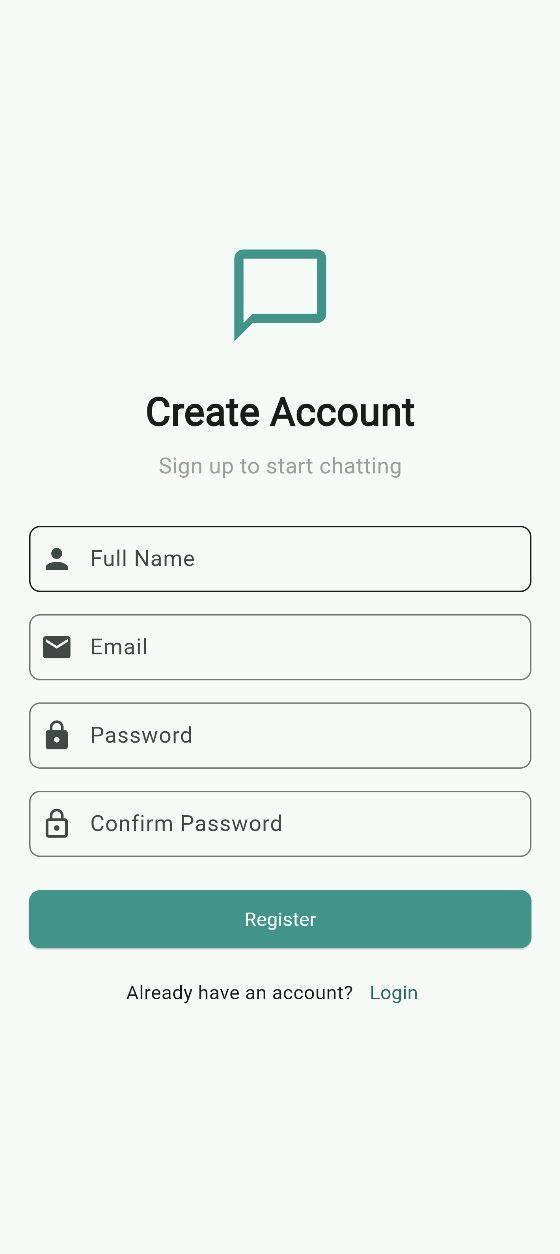 Create Account
Sign up to start chatting
Full Name
Email
Password
Confirm Password
Register
Already have an account? Login